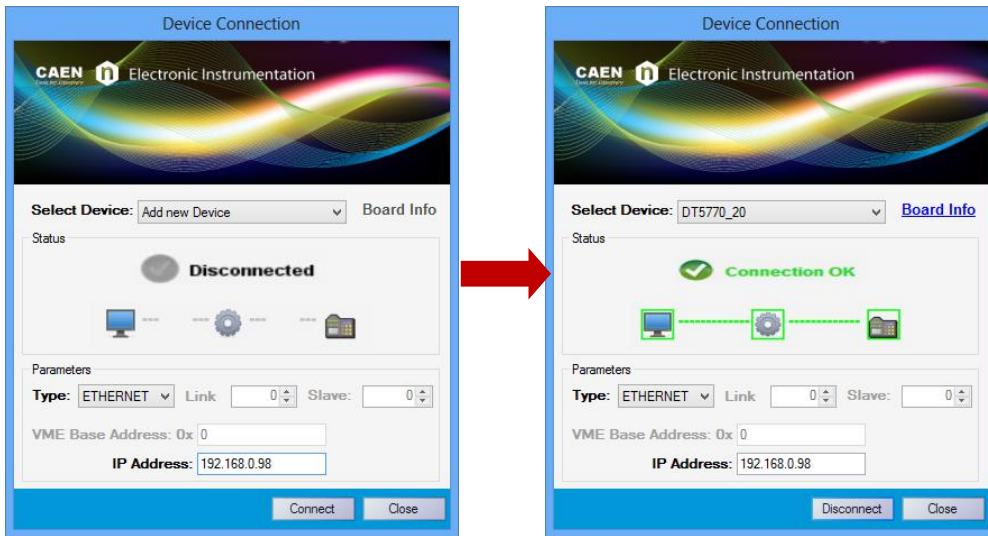 Device Connection
CAEN n Electronic Instrumentation
Select Device: Add new Device Board Info
Status
Disconnected
Parameters
Type: ETHERNET Link 0 Slave: 0
VME Base Address: 0x 0
IP Address: 192.168.0.98
Connect Close
Device Connection
CAEN n Electronic Instrumentation
Select Device: DT5770_20 Board Info
Status
Connection OK
Parameters
Type: ETHERNET Link 0 Slave: 0
VME Base Address: 0x 0
IP Address: 192.168.0.98
Disconnect Close